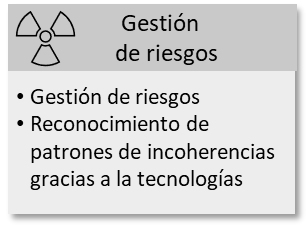 Gestión
de riesgos
• Gestión de riesgos
• Reconocimiento de
patrones de incoherencias
gracias a la tecnologías